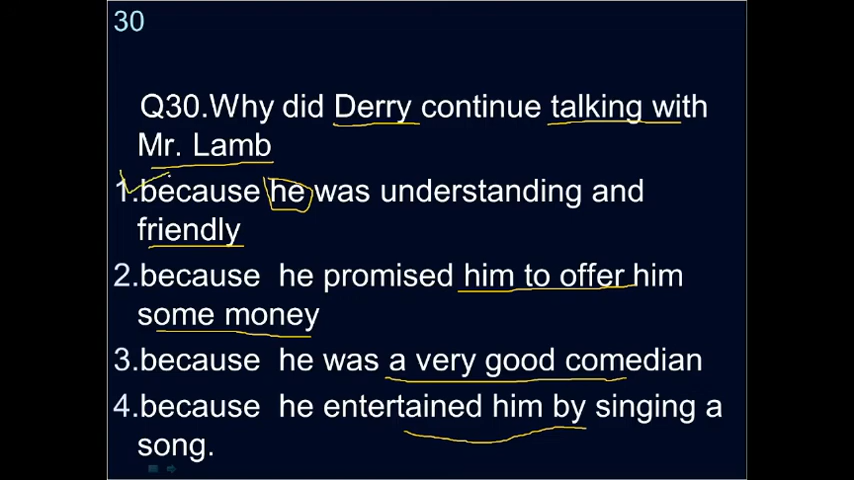 30
Q30.Why did Derry continue talking with
Mr. Lamb
1.because he was understanding and
friendly
2.because he promised him to offer him
some money
3.because he was a very good comedian
4.because he entertained him by singing a
song.